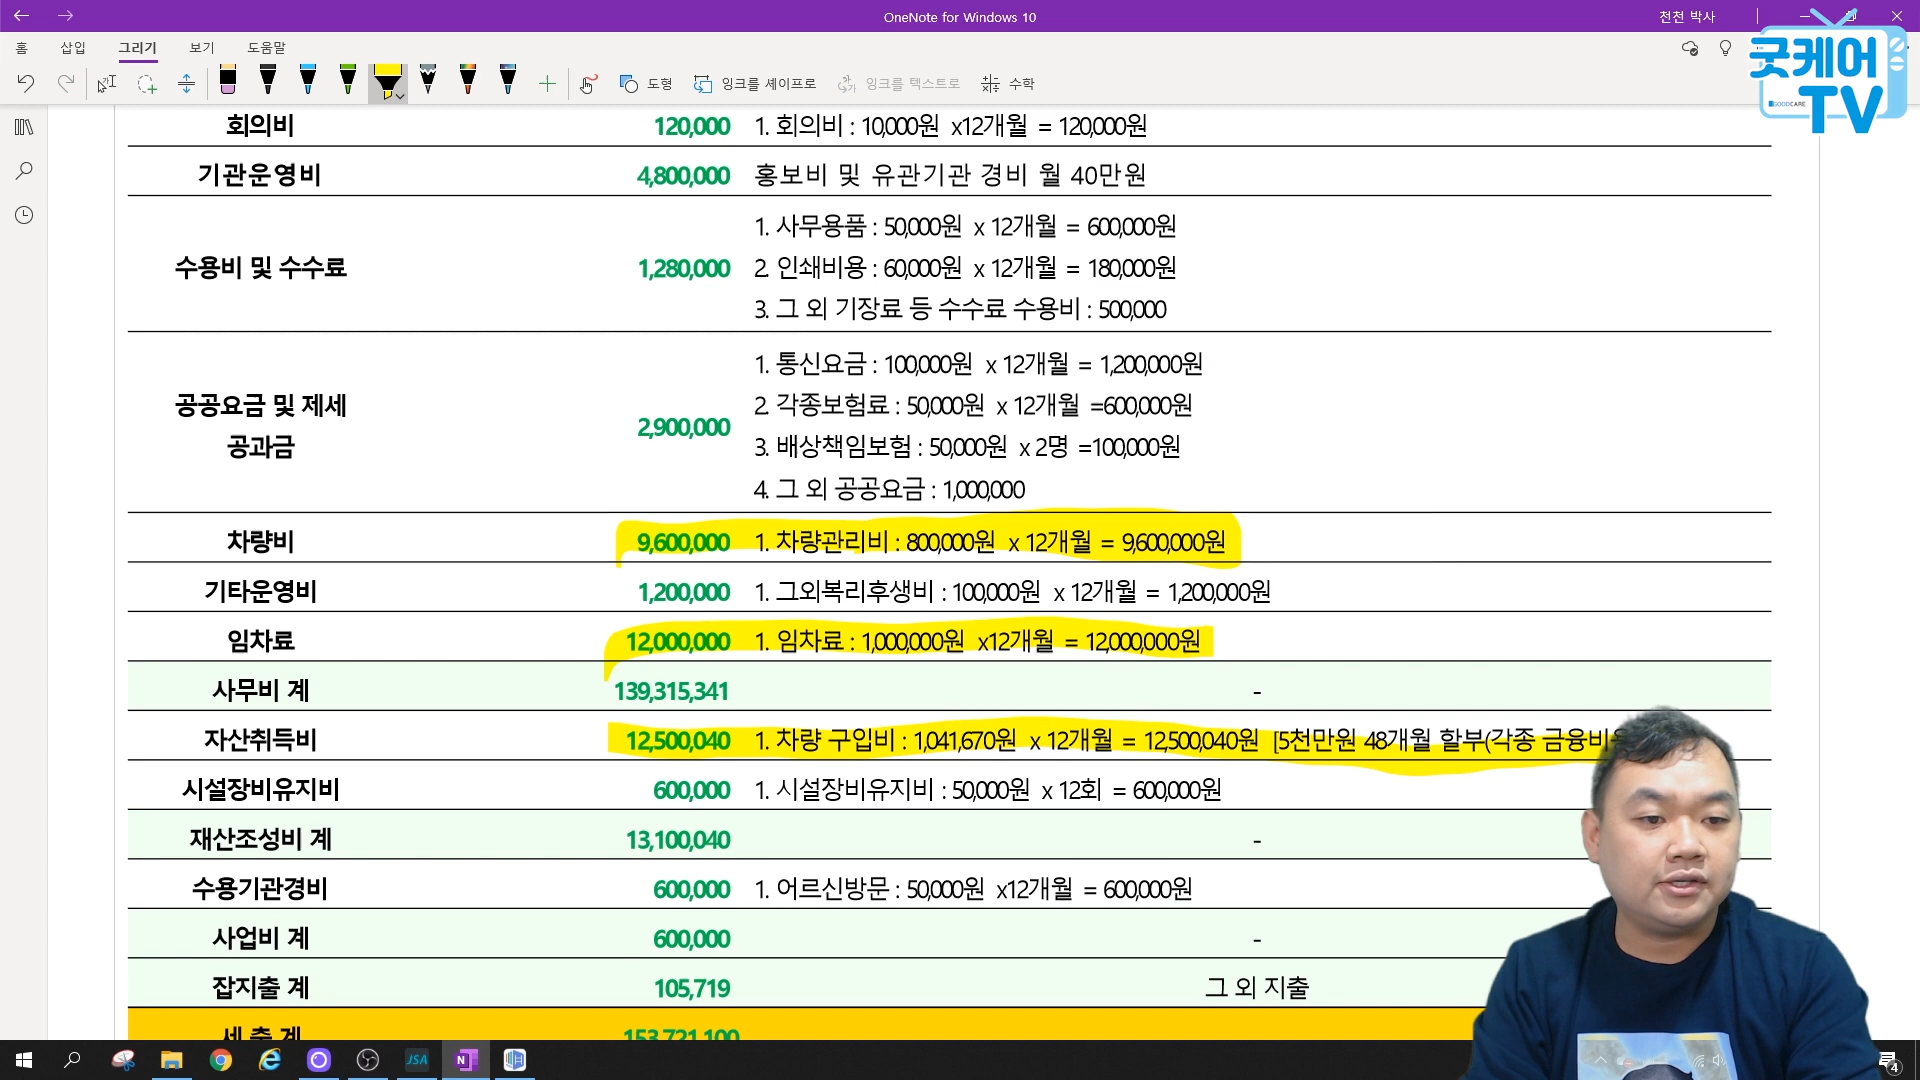 OneNote for Windows 10
천천 박사
홈 삽입 그리기 보기 도움말
도형 잉크를 셰이프로 잉크를 텍스트로 수학
굿케어
TV
GOODCARE
회의비 120,000 1. 회의비 : 10,000원 x12개월 = 120,000원
기관운영비 4,800,000 홍보비 및 유관기관 경비 월 40만원
수용비 및 수수료 1,280,000
1. 사무용품 : 50,000원 x 12개월 = 600,000원
2. 인쇄비용 : 60,000원 x 12개월 = 180,000원
3. 그 외 기장료 등 수수료 수용비 : 500,000
공공요금 및 제세
공과금
2,900,000
1. 통신요금 : 100,000원 x 12개월 = 1,200,000원
2. 각종보험료 : 50,000원 x 12개월 =600,000원
3. 배상책임보험 : 50,000원 x 2명 =100,000원
4. 그 외 공공요금 : 1,000,000
차량비 9,600,000 1. 차량관리비 : 800,000원 x 12개월 = 9,600,000원
기타운영비 1,200,000 1. 그외복리후생비 : 100,000원 x 12개월 = 1,200,000원
임차료 12,000,000 1. 임차료 : 1,000,000원 x12개월 = 12,000,000원
사무비 계 139,315,341 -
자산취득비 12,500,040 1. 차량 구입비 : 1,041,670원 x 12개월 = 12,500,040원 [5천만원 48개월 할부(각종 금융비용
시설장비유지비 600,000 1. 시설장비유지비 : 50,000원 x 12회 = 600,000원
재산조성비 계 13,100,040 -
수용기관경비 600,000 1. 어르신방문 : 50,000원 x12개월 = 600,000원
사업비 계 600,000 -
잡지출 계 105,719 그 외 지출
세 출 계 153,721,100
JSA
N
4